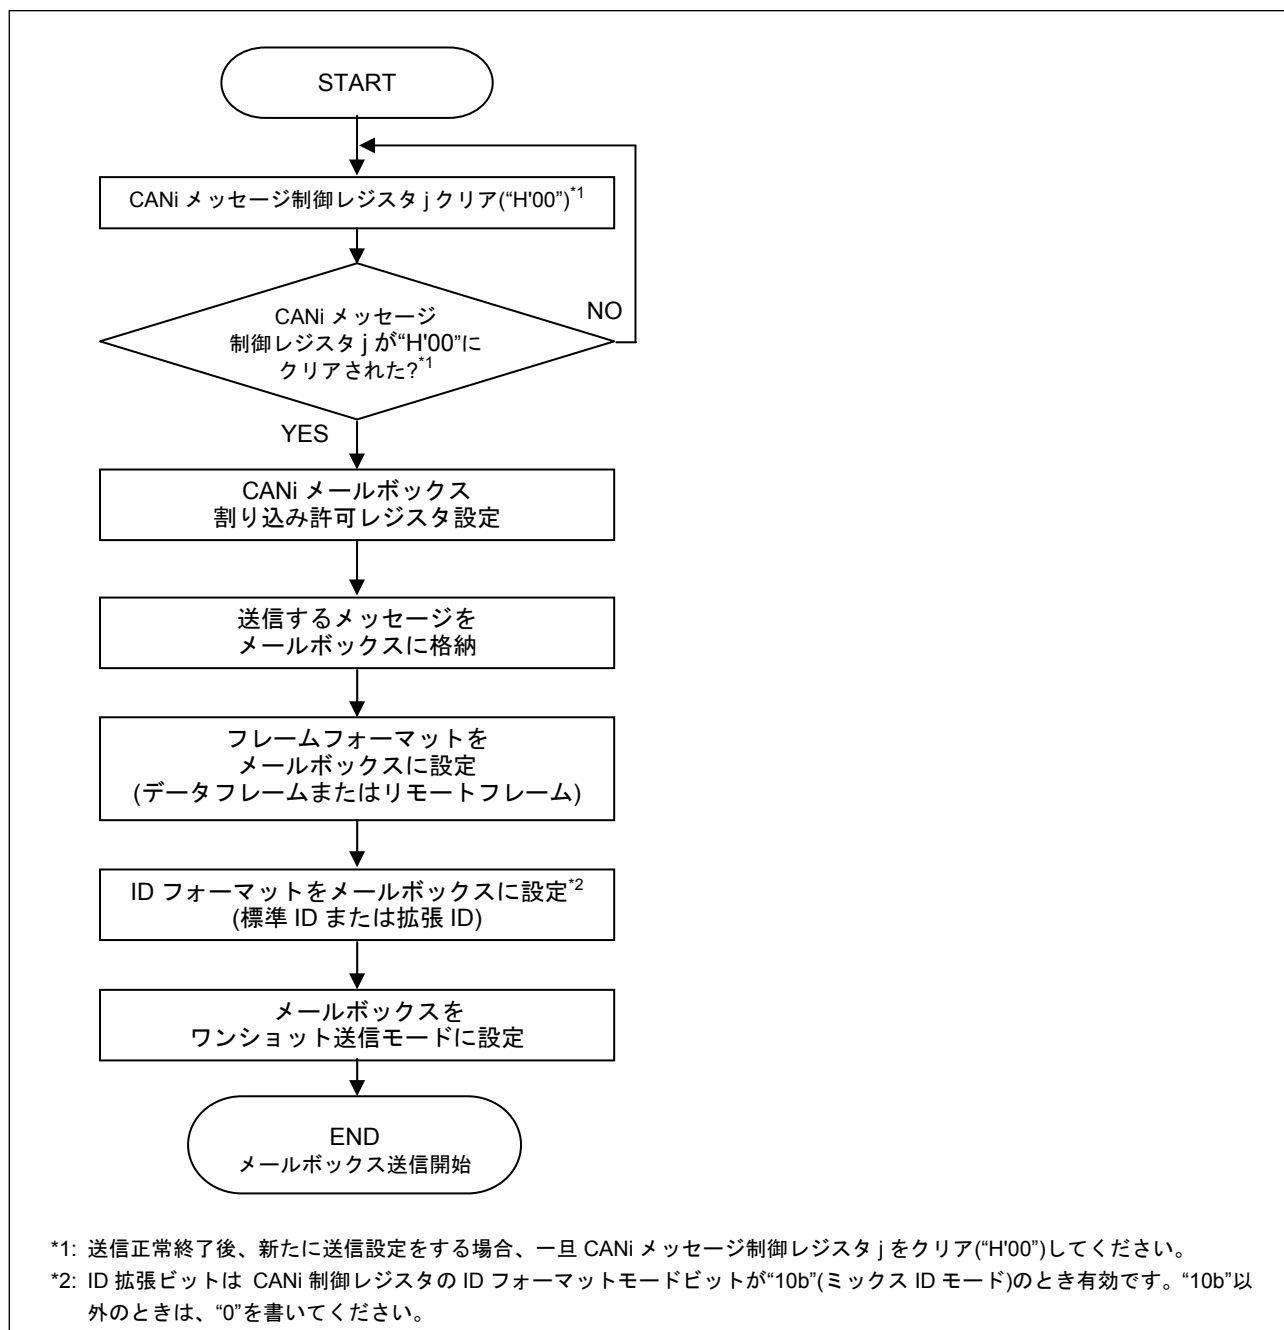 START
CANi メッセージ制御レジスタ j クリア(“H'00”)*1
CANi メッセージ
制御レジスタ j が“H'00”に
クリアされた?*1
NO
YES
CANi メールボックス
割り込み許可レジスタ設定
送信するメッセージを
メールボックスに格納
フレームフォーマットを
メールボックスに設定
(データフレームまたはリモートフレーム)
ID フォーマットをメールボックスに設定*2
(標準 ID または拡張 ID)
メールボックスを
ワンショット送信モードに設定
END
メールボックス送信開始
*1: 送信正常終了後、新たに送信設定をする場合、一旦 CANi メッセージ制御レジスタ j をクリア(“H'00”)してください。
*2: ID 拡張ビットは CANi 制御レジスタの ID フォーマットモードビットが“10b”(ミックス ID モード)のとき有効です。“10b”以
外のときは、“0”を書いてください。